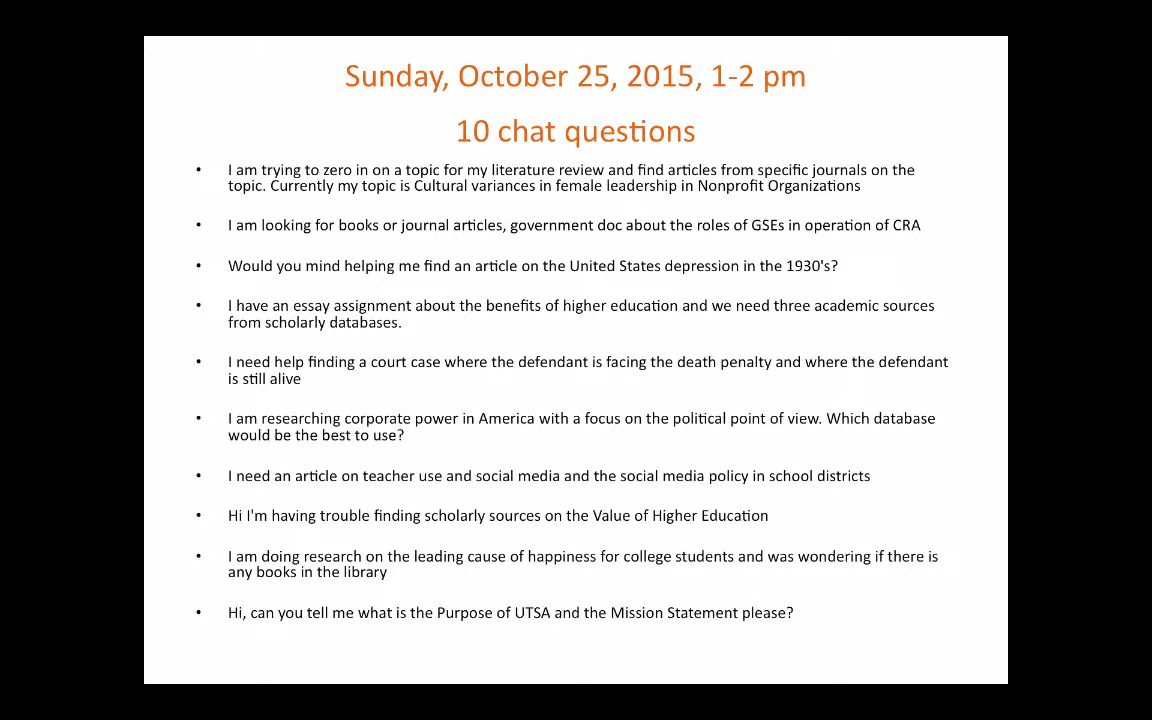 Sunday, October 25, 2015, 1-2 pm
10 chat questions
• I am trying to zero in on a topic for my literature review and find articles from specific journals on the
topic. Currently my topic is Cultural variances in female leadership in Nonprofit Organizations
• I am looking for books or journal articles, government doc about the roles of GSEs in operation of CRA
• Would you mind helping me find an article on the United States depression in the 1930's?
• I have an essay assignment about the benefits of higher education and we need three academic sources
from scholarly databases.
• I need help finding a court case where the defendant is facing the death penalty and where the defendant
is still alive
• I am researching corporate power in America with a focus on the political point of view. Which database
would be the best to use?
• I need an article on teacher use and social media and the social media policy in school districts
• Hi I'm having trouble finding scholarly sources on the Value of Higher Education
• I am doing research on the leading cause of happiness for college students and was wondering if there is
any books in the library
• Hi, can you tell me what is the Purpose of UTSA and the Mission Statement please?